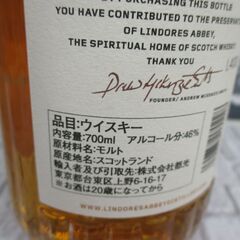 PURCHASING THIS BOTTLE
YOU HAVE CONTRIBUTED TO THE PRESERVAT
OF LINDORES ABBEY,
THE SPIRITUAL HOME OF SCOTCH WHISKY
THANK YOU
FOUNDER/ ANDREW MCKENZIE SMITH
品目:ウイスキー
内容量:700ml アルコール分:46%
原材料:モルト
原産国:スコットランド
輸入者及び引取先:株式会社都光
東京都台東区上野6-16-17
お酒は20歳になってから
WWW.LINDORESABBEYDISTILLERY.COM